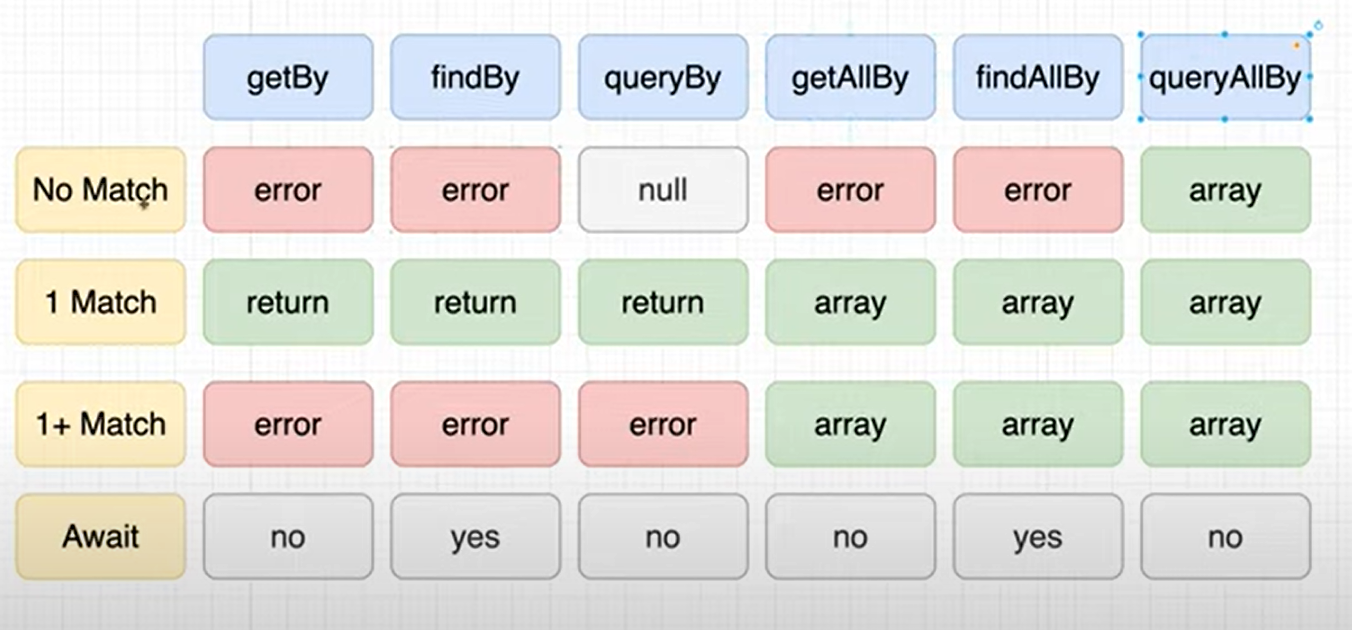 getBy findBy queryBy getAllBy findAllBy queryAllBy
No Match error error null error error array
1 Match return return return array array array
1+ Match error error error array array array
Await no yes no no yes no